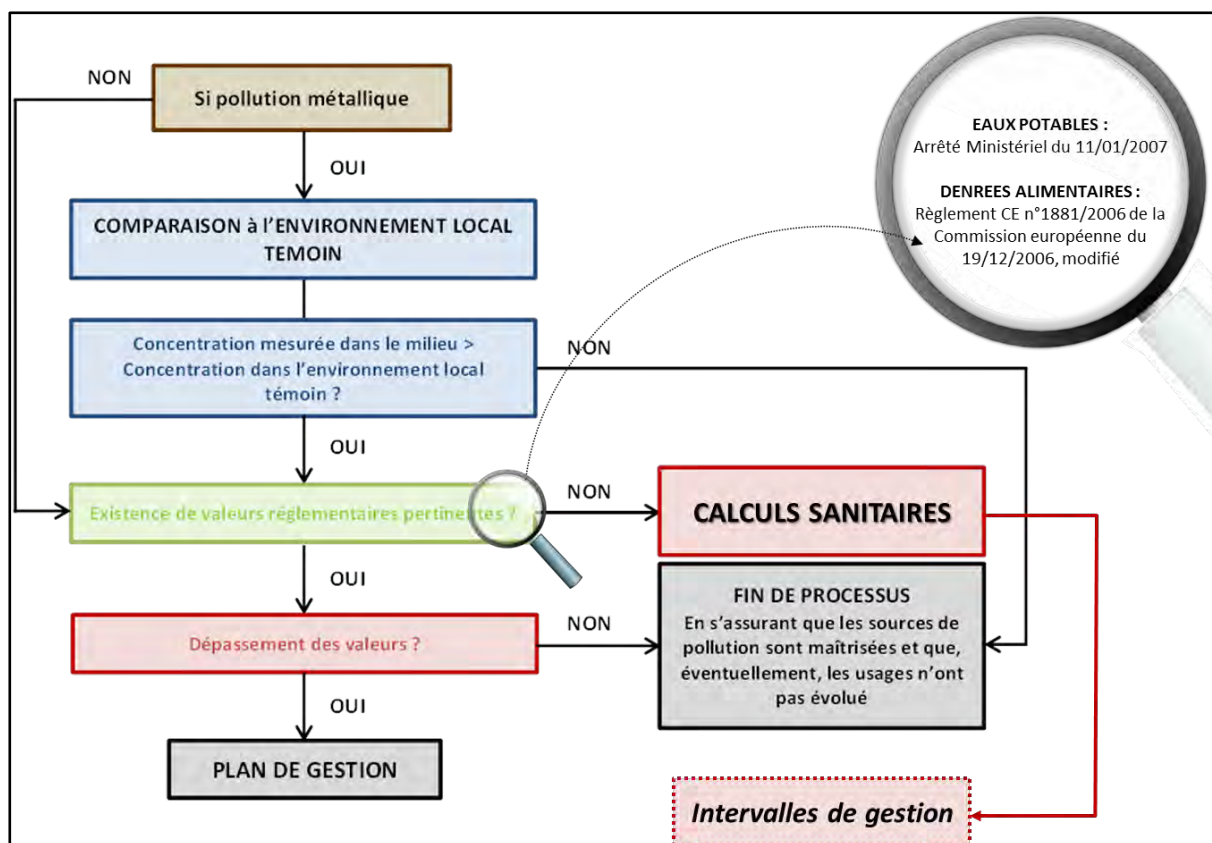 NON
Si pollution métallique
OUI
COMPARAISON à l'ENVIRONNEMENT LOCAL
TEMOIN
Concentration mesurée dans le milieu >
Concentration dans l'environnement local
témoin ?
NON
OUI
Existence de valeurs réglementaires pertinentes ?
NON
CALCULS SANITAIRES
OUI
Dépassement des valeurs ?
NON
FIN DE PROCESSUS
En s'assurant que les sources de
pollution sont maîtrisées et que,
éventuellement, les usages n'ont
pas évolué
OUI
PLAN DE GESTION
Intervalles de gestion
EAUX POTABLES :
Arrêté Ministériel du 11/01/2007
DENREES ALIMENTAIRES :
Règlement CE n°1881/2006 de la
Commission européenne du
19/12/2006, modifié